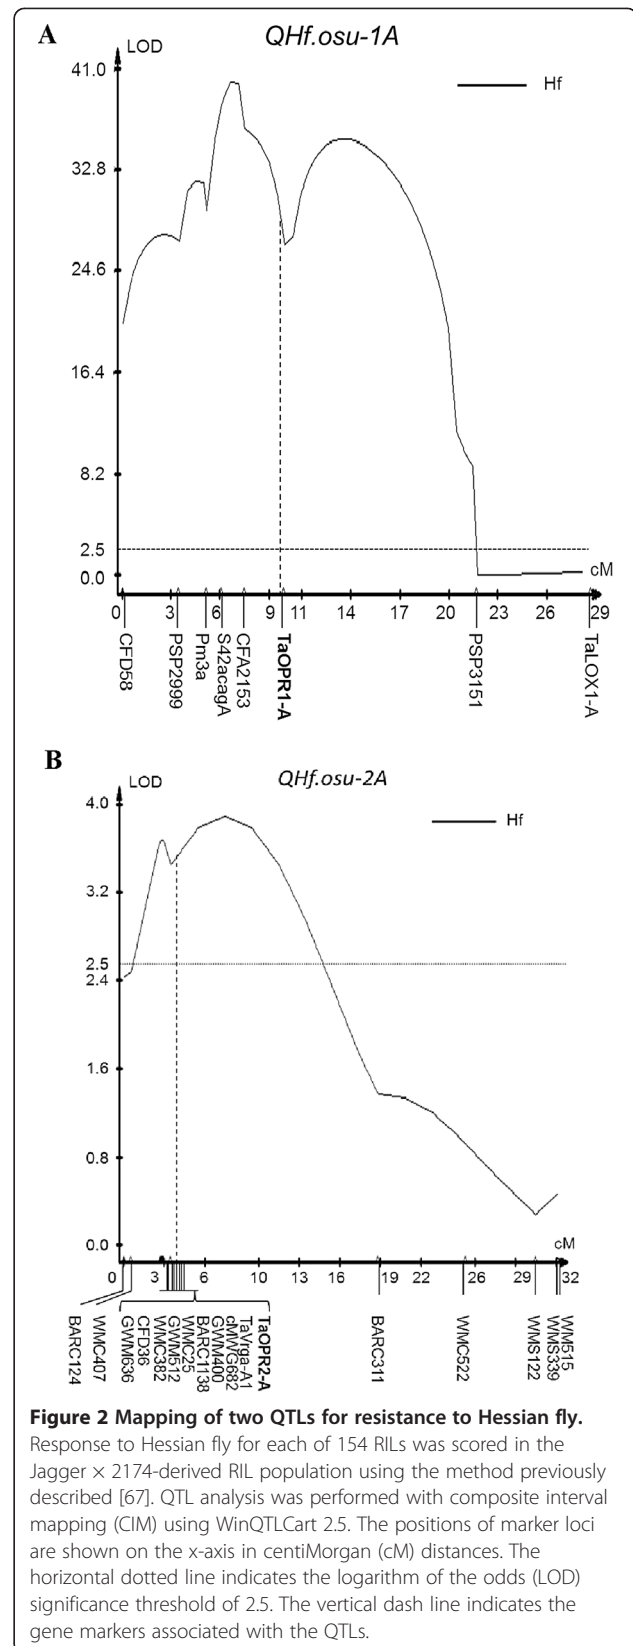 A
QHf.osu-1A
LOD
41.0
Hf
32.8
24.6
16.4
8.2
2.5
0.0
cM
0 3 6 9 11 14 17 20 23 26 29
CFD58 PSP2999 Pm3a S42acagA CFA2153 TaOPR1-A PSP3151 TaLOX1-A
B
QHf.osu-2A
LOD
4.0
Hf
3.2
2.5
2.4
1.6
0.8
0.0
cM
0 3 6 10 13 16 19 22 26 29 32
BARC124 WMC407 GWM636 CFD36 WMC382 GWM512 WMC25 BARC1138 GWM400 cMWG682 TaVrga-A1 TaOPR2-A BARC311 WMC522 WMS122 WMS339 WM515
Figure 2 Mapping of two QTLs for resistance to Hessian fly.
Response to Hessian fly for each of 154 RILs was scored in the
Jagger × 2174-derived RIL population using the method previously
described [67]. QTL analysis was performed with composite interval
mapping (CIM) using WinQTLCart 2.5. The positions of marker loci
are shown on the x-axis in centiMorgan (cM) distances. The
horizontal dotted line indicates the logarithm of the odds (LOD)
significance threshold of 2.5. The vertical dash line indicates the
gene markers associated with the QTLs.